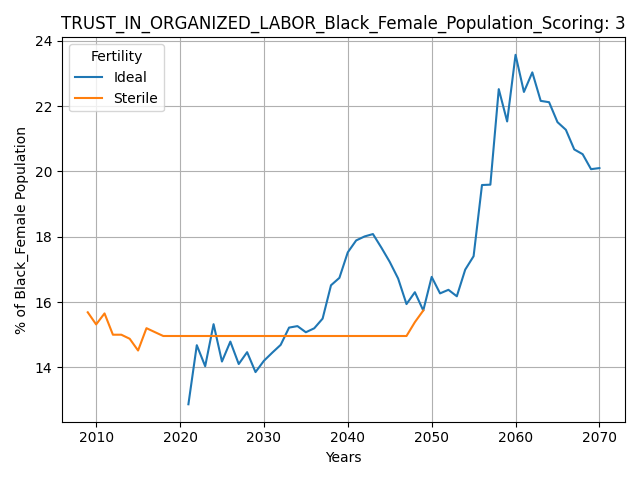 TRUST_IN_ORGANIZED_LABOR_Black_Female_Population_Scoring: 3
Fertility
Ideal
Sterile
% of Black_Female Population
24
22
20
18
16
14
2010 2020 2030 2040 2050 2060 2070
Years